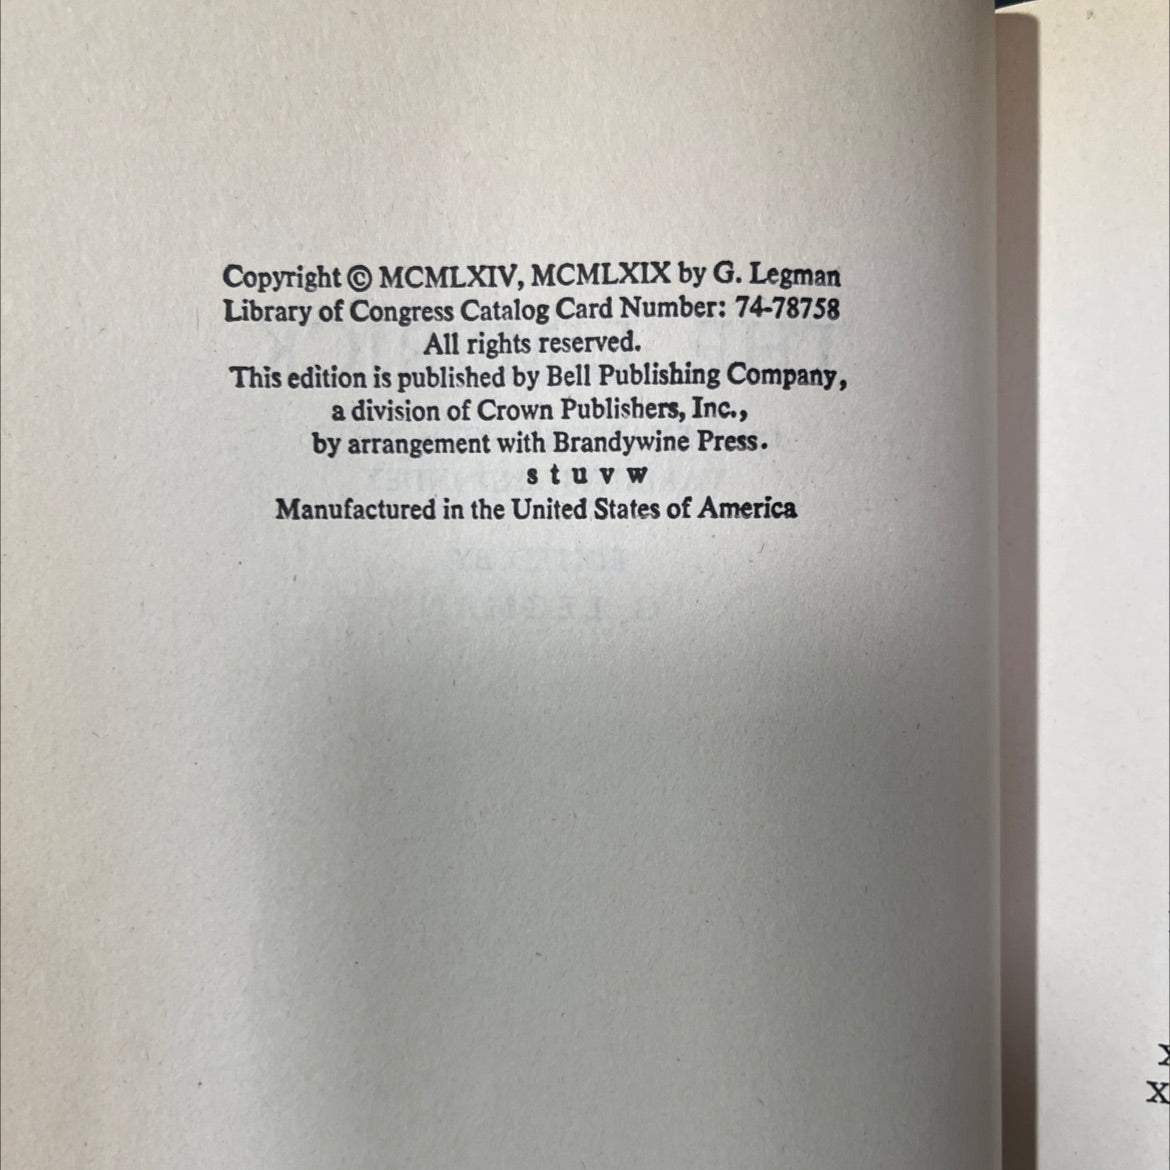 Copyright © MCMLXIV, MCMLXIX by G. Legman
Library of Congress Catalog Card Number: 74-78758
All rights reserved.
This edition is published by Bell Publishing Company,
a division of Crown Publishers, Inc.,
by arrangement with Brandywine Press.
s t u v w
Manufactured in the United States of America